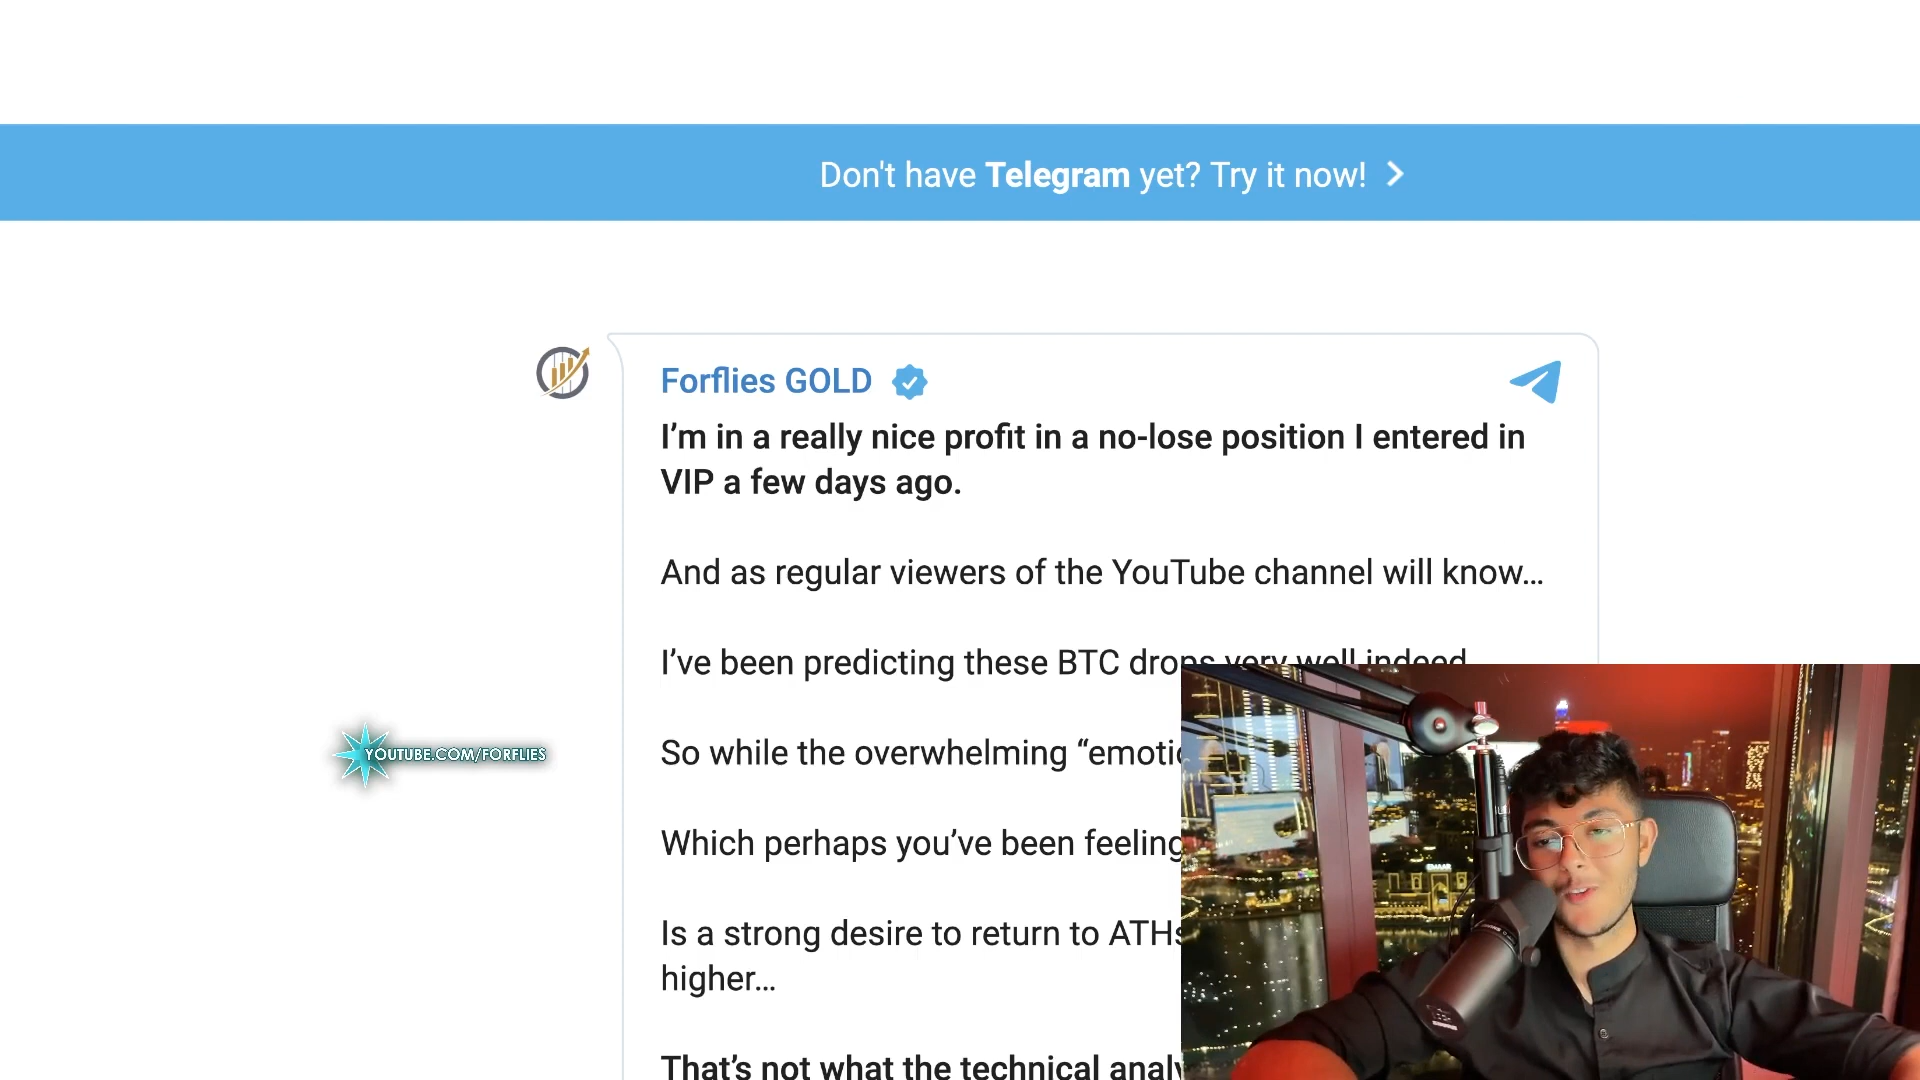 Don't have Telegram yet? Try it now!
Forflies GOLD
I’m in a really nice profit in a no-lose position I entered in
VIP a few days ago.
And as regular viewers of the YouTube channel will know...
I’ve been predicting these BTC drops very well indeed
YOUTUBE.COM/FORFLIES
So while the overwhelming “emotic
Which perhaps you’ve been feeling
EMAAR
Is a strong desire to return to ATHs
higher...
That’s not what the technical analy